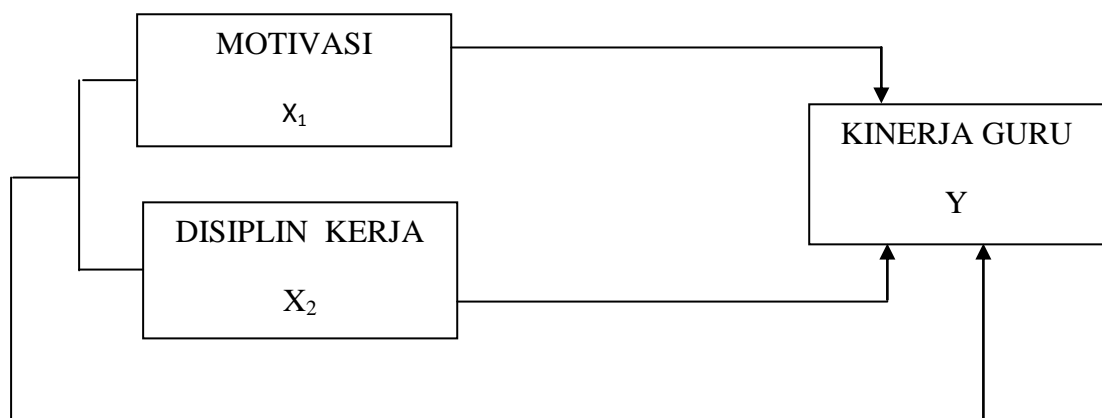 MOTIVASI
X₁
KINERJA GURU
Y
DISIPLIN KERJA
X₂